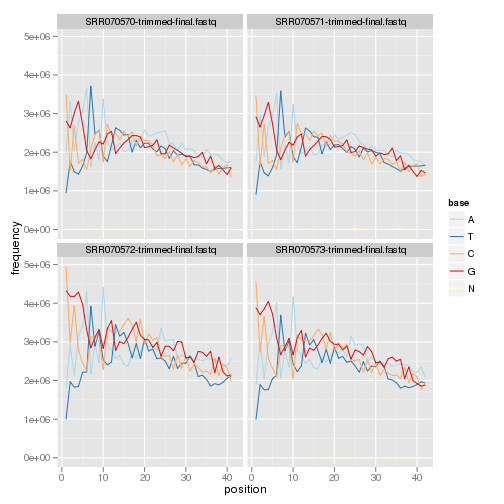 SRR070570-trimmed-final.fastq SRR070571-trimmed-final.fastq
5e+06
4e+06
3e+06
2e+06
1e+06
0e+00
SRR070572-trimmed-final.fastq SRR070573-trimmed-final.fastq
5e+06
4e+06
3e+06
2e+06
1e+06
0e+00
0 10 20 30 40 0 10 20 30 40
position
frequency
base
A
T
C
G
N